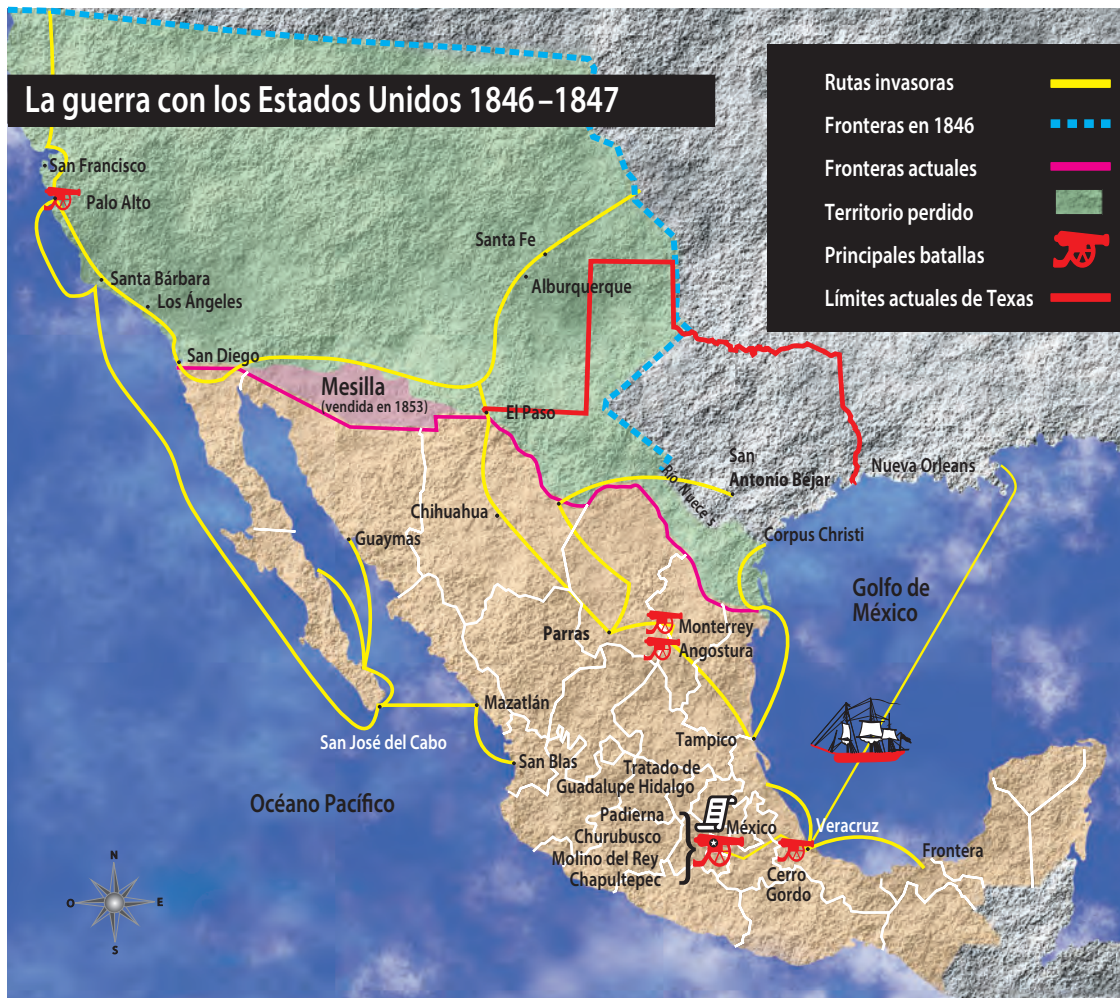 La guerra con los Estados Unidos 1846–1847
Rutas invasoras
Fronteras en 1846
Fronteras actuales
Territorio perdido
Principales batallas
Límites actuales de Texas
San Francisco
Palo Alto
Santa Fe
Alburquerque
Santa Bárbara
Los Ángeles
San Diego
Mesilla
(vendida en 1853)
El Paso
San
Antonio Béjar
Nueva Orleans
Río Nuece's
Chihuahua
Guaymas
Corpus Christi
Golfo de
México
Parras
Monterrey
Angostura
Mazatlán
San José del Cabo
Tampico
San Blas
Tratado de
Guadalupe Hidalgo
Océano Pacífico
Padierna
Churubusco
Molino del Rey
Chapultepec
México
Veracruz
Cerro
Gordo
Frontera
N
O
E
S